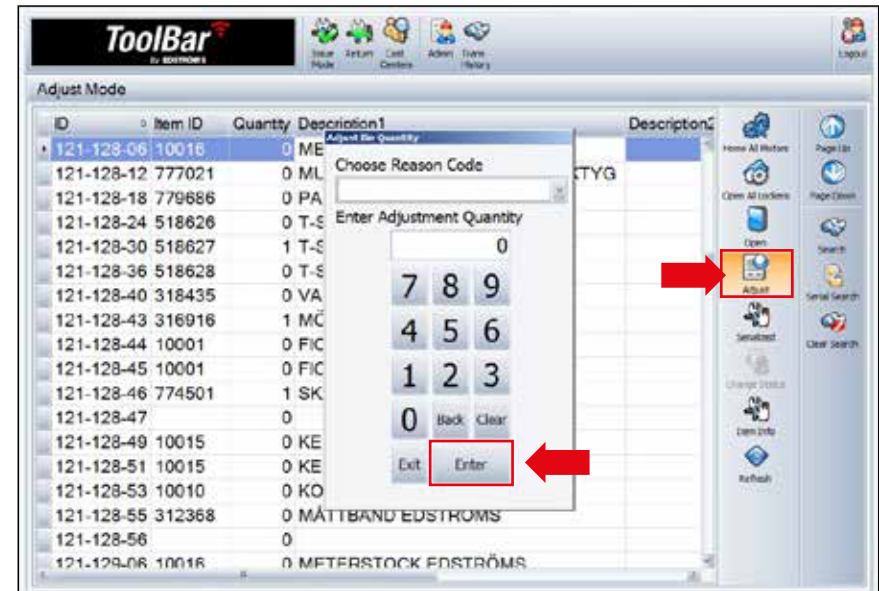 ToolBar
By EDSTRÖMS
Issue Mode
Return
Cost Centers
Admin
Trans History
Logout
Adjust Mode
ID Item ID Quantity Description1 Description2
121-128-06 10016 0 ME
121-128-12 777021 0 MU KTYG
121-128-18 779686 0 PA
121-128-24 518626 0 T-S
121-128-30 518627 1 T-S
121-128-36 518628 0 T-S
121-128-40 318435 0 VA
121-128-43 316916 1 MÖ
121-128-44 10001 0 FIC
121-128-45 10001 0 FIC
121-128-46 774501 1 SK
121-128-47 0
121-128-49 10015 0 KE
121-128-51 10015 0 KE
121-128-53 10010 0 KO
121-128-55 312368 0 MÅTTBAND EDSTRÖMS
121-128-56 0
121-129-06 10016 0 METERSTOCK EDSTRÖMS
Adjust Bin Quantity
Choose Reason Code
Enter Adjustment Quantity
0
7 8 9
4 5 6
1 2 3
0 Back Clear
Exit Enter
Home All Motors
Open All Lockers
Open
Adjust
Serialized
Change Status
Item Info
Refresh
Page Up
Page Down
Search
Serial Search
Clear Search